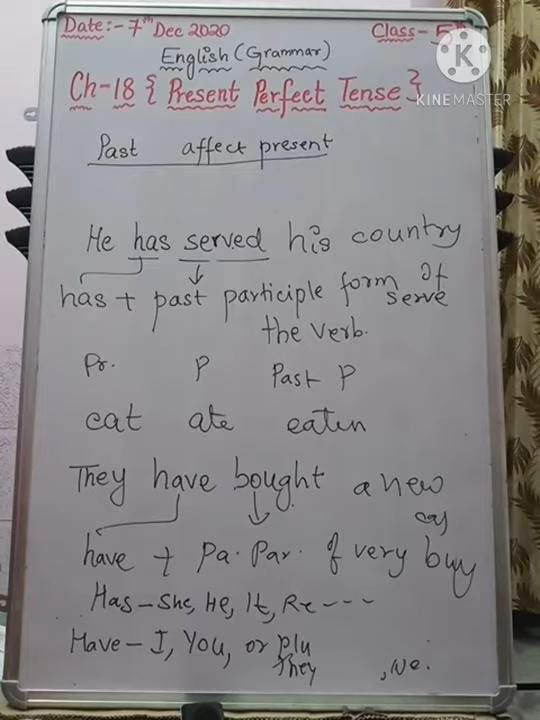 Date:- 7th Dec 2020 Class- 5
KINEMASTER
English (Grammar)
Ch-18 { Present Perfect Tense }
Past affect present
He has served his country
has + past participle form of serve
the verb.
Pr. P Past P
eat ate eaten
They have bought a new
have + Pa. Par. of very buy
Has - She, He, It,
Have - I, You, or plu
They , We.